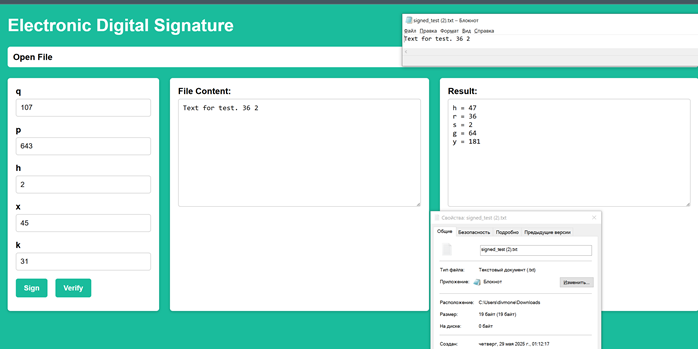 Electronic Digital Signature
signed_test (2).txt – Блокнот
Файл Правка Формат Вид Справка
Text for test. 36 2
Open File
q
107
p
643
h
2
x
45
k
31
Sign Verify
File Content:
Text for test. 36 2
Result:
h = 47
r = 36
s = 2
g = 64
y = 181
Свойства: signed_test (2).txt
Общие Безопасность Подробно Предыдущие версии
signed_test (2).txt
Тип файла: Текстовый документ (.txt)
Приложение: Блокнот Изменить...
Расположение: C:\Users\divmone\Downloads
Размер: 19 байт (19 байт)
На диске: 0 байт
Создан: четверг, 29 мая 2025 г., 01:12:17